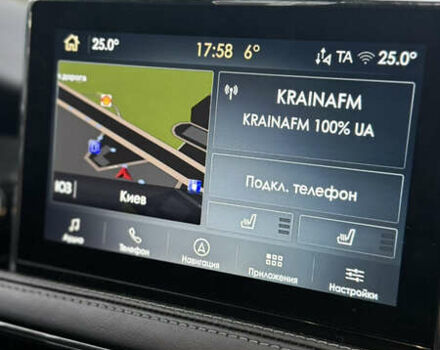 25.0° 17:58 6° TA 25.0°
дорога
KRAINAFM
KRAINAFM 100% UA
Подкл. телефон
ЮЗ Киев
Аудио Телефон Навигация Приложения Настройки